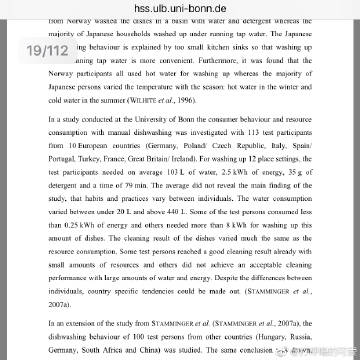 hss.ulb.uni-bonn.de
from Norway washed the dishes in a basin with water and detergent whereas the
majority of Japanese households washed up under running tap water. The Japanese
19/112
ing behaviour is explained by too small kitchen sinks so that washing up
ning tap water is more convenient. Furthermore, it was found that the
Norway participants all used hot water for washing up whereas the majority of
Japanese persons varied the temperature with the season: hot water in the winter and
cold water in the summer (WILHITE et al., 1996).
In a study conducted at the University of Bonn the consumer behaviour and resource
consumption with manual dishwashing was investigated with 113 test participants
from 10 European countries (Germany, Poland/ Czech Republic, Italy, Spain/
Portugal, Turkey, France, Great Britain/ Ireland). For washing up 12 place settings, the
test participants needed on average 103 L of water, 2.5 kWh of energy, 35 g of
detergent and a time of 79 min. The average did not reveal the main finding of the
study, that habits and practices vary between individuals. The water consumption
varied between under 20 L and above 440 L. Some of the test persons consumed less
than 0.25 kWh of energy and others needed more than 8 kWh for washing up this
amount of dishes. The cleaning result of the dishes varied much the same as the
resource consumption. Some test persons reached a good cleaning result already with
small amounts of resources and others did not achieve an acceptable cleaning
performance with large amounts of water and energy. Despite the differences between
individuals, country specific tendencies could be made out. (STAMMINGER et al.,
2007a).
In an extension of the study from STAMMINGER et al. (STAMMINGER et al., 2007a), the
dishwashing behaviour of 100 test persons from other countries (Hungary, Russia,
Germany, South Africa and China) was studied. The same conclusion was drawn,